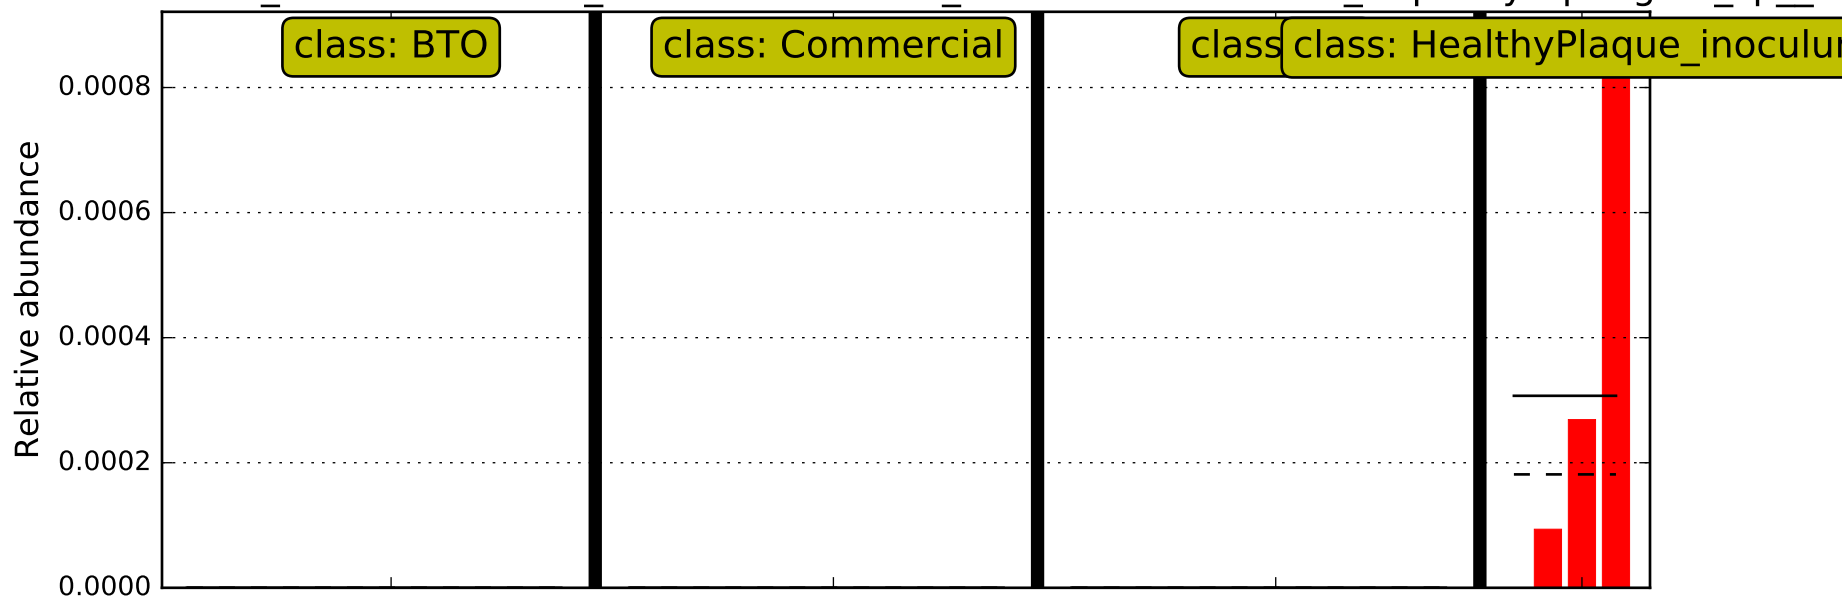 class: BTO
class: Commercial
class
class: HealthyPlaque_inoculu
Relative abundance
0.0008
0.0006
0.0004
0.0002
0.0000